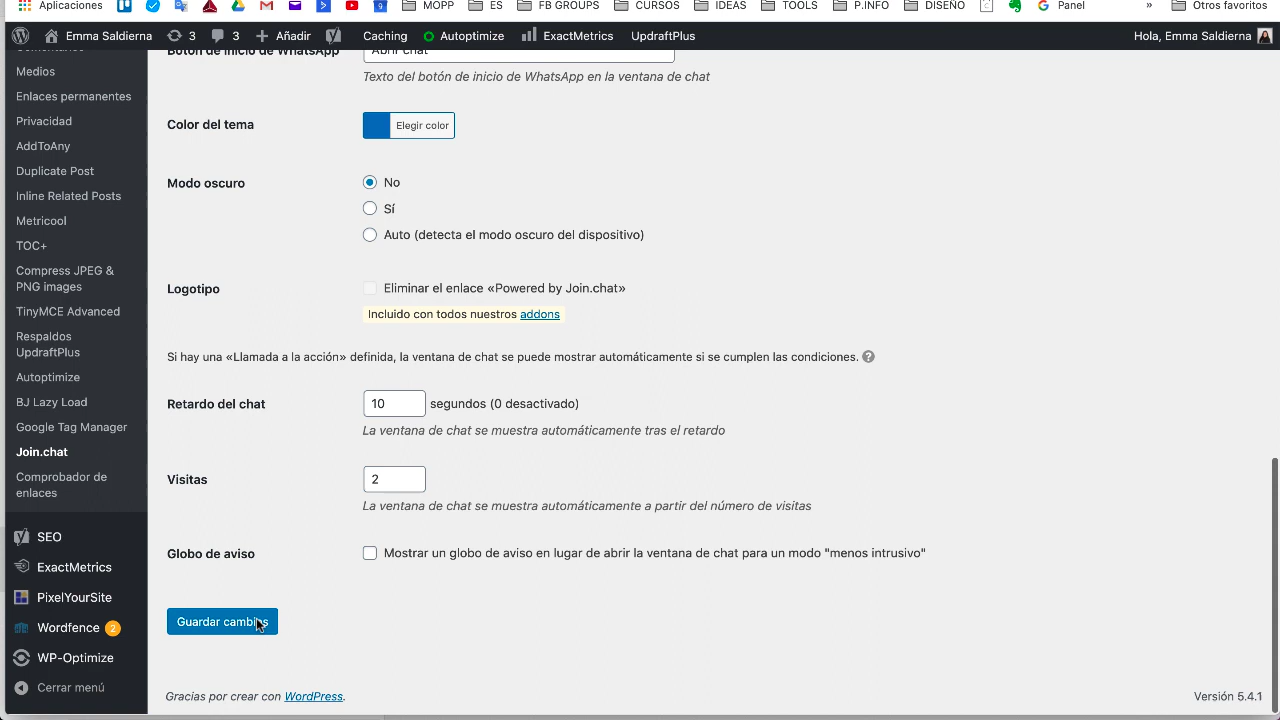 Aplicaciones MOPP ES FB GROUPS CURSOS IDEAS TOOLS P.INFO DISEÑO Panel » Otros favoritos
Emma Saldierna 3 3 Añadir Caching Autoptimize ExactMetrics UpdraftPlus Hola, Emma Saldierna
Comentarios
Medios
Enlaces permanentes
Privacidad
AddToAny
Duplicate Post
Inline Related Posts
Metricool
TOC+
Compress JPEG &
PNG images
TinyMCE Advanced
Respaldos
UpdraftPlus
Autoptimize
BJ Lazy Load
Google Tag Manager
Join.chat
Comprobador de
enlaces
SEO
ExactMetrics
PixelYourSite
Wordfence 2
WP-Optimize
Cerrar menú
Botón de inicio de WhatsApp Abrir chat
Texto del botón de inicio de WhatsApp en la ventana de chat
Color del tema Elegir color
Modo oscuro No
Sí
Auto (detecta el modo oscuro del dispositivo)
Logotipo Eliminar el enlace «Powered by Join.chat»
Incluido con todos nuestros addons
Si hay una «Llamada a la acción» definida, la ventana de chat se puede mostrar automáticamente si se cumplen las condiciones. ?
Retardo del chat 10 segundos (0 desactivado)
La ventana de chat se muestra automáticamente tras el retardo
Visitas 2
La ventana de chat se muestra automáticamente a partir del número de visitas
Globo de aviso Mostrar un globo de aviso en lugar de abrir la ventana de chat para un modo "menos intrusivo"
Guardar cambios
Gracias por crear con WordPress. Versión 5.4.1